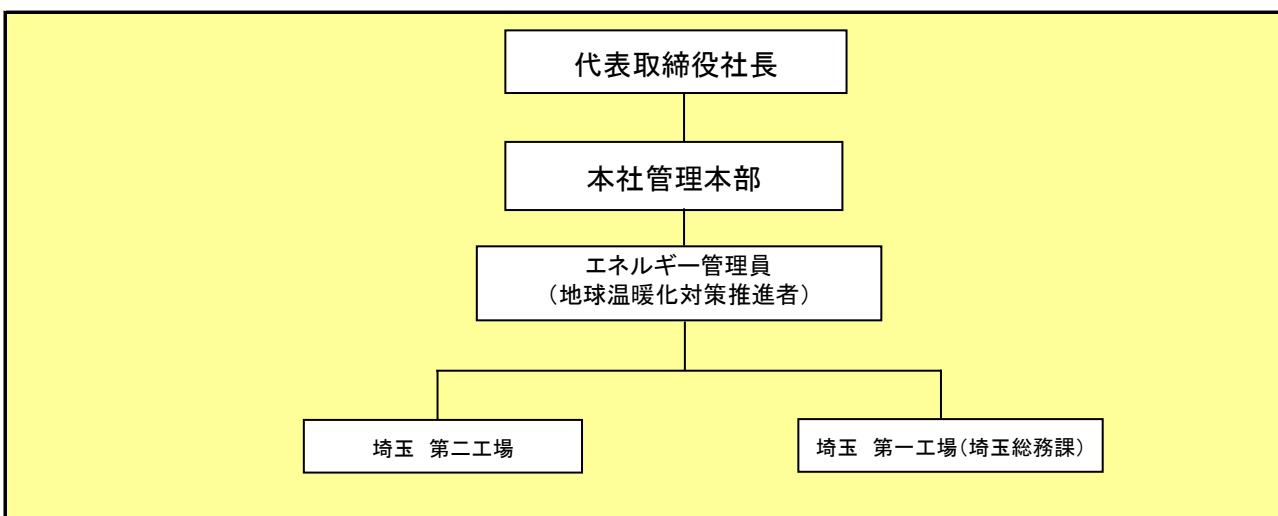 代表取締役社長
本社管理本部
エネルギー管理員
（地球温暖化対策推進者）
埼玉 第二工場
埼玉 第一工場（埼玉総務課）